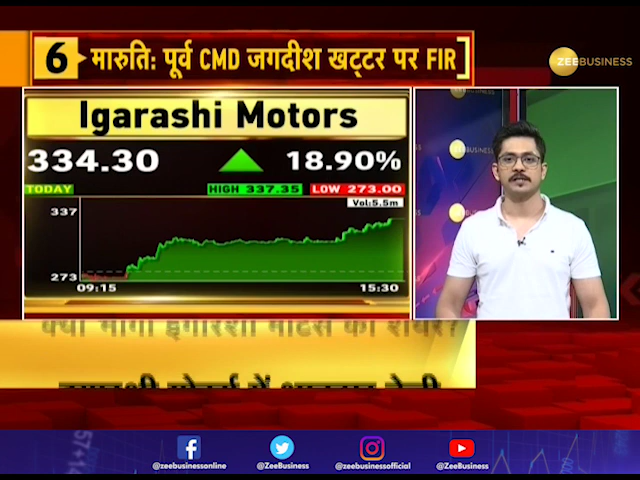 6 मारुति: पूर्व CMD जगदीश खट्टर पर FIR
ZEEBUSINESS
Igarashi Motors
334.30 18.90%
TODAY HIGH 337.35 LOW 273.00
Vol:5.5m
337
273
09:15 15:30
@zeebusinessonline @ZeeBusiness @zeebusinessofficial @ZeeBusiness